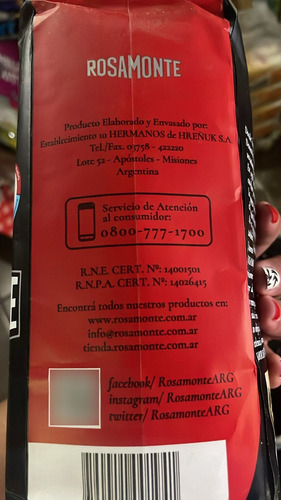 ROSAMONTE
Producto Elaborado y Envasado por:
Establecimiento 10 HERMANOS de HREÑUK S.A.
Tel./Fax. 03758 - 422220
Lote 52 - Apóstoles - Misiones
Argentina
Servicio de Atención
al consumidor:
0800-777-1700
R.N.E. CERT. Nº: 14001501
R.N.P.A. CERT. Nº: 14026415
Encontrá todos nuestros productos en:
www.rosamonte.com.ar
info@rosamonte.com.ar
tienda.rosamonte.com.ar
facebook/ RosamonteARG
instagram/ RosamonteARG
twitter/ RosamonteARG